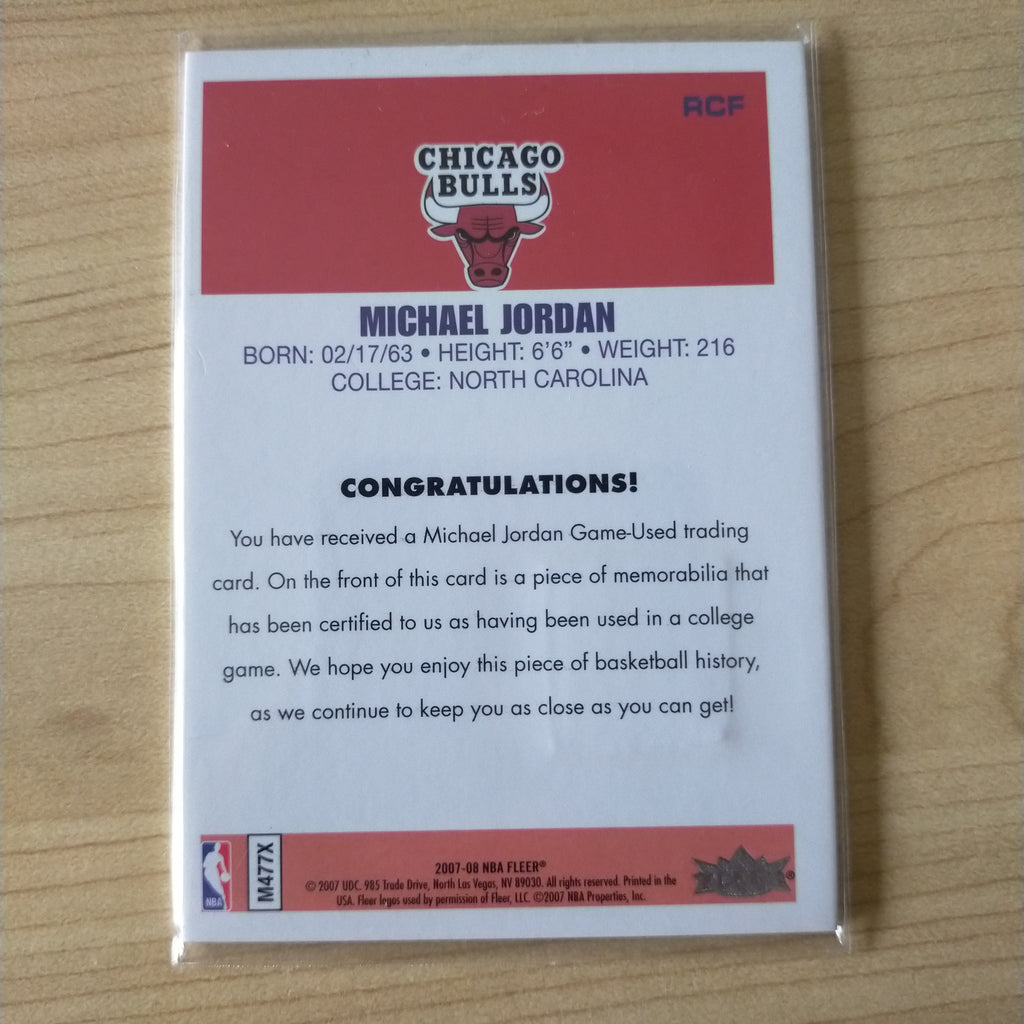 RCF
CHICAGO
BULLS
MICHAEL JORDAN
BORN: 02/17/63 • HEIGHT: 6'6" • WEIGHT: 216
COLLEGE: NORTH CAROLINA
CONGRATULATIONS!
You have received a Michael Jordan Game-Used trading
card. On the front of this card is a piece of memorabilia that
has been certified to us as having been used in a college
game. We hope you enjoy this piece of basketball history,
as we continue to keep you as close as you can get!
NBA
M477X
2007-08 NBA FLEER®
© 2007 UDC. 985 Trade Drive, North Las Vegas, NV 89030. All rights reserved. Printed in the
USA. Fleer logos used by permission of Fleer, LLC. ©2007 NBA Properties, Inc.
®